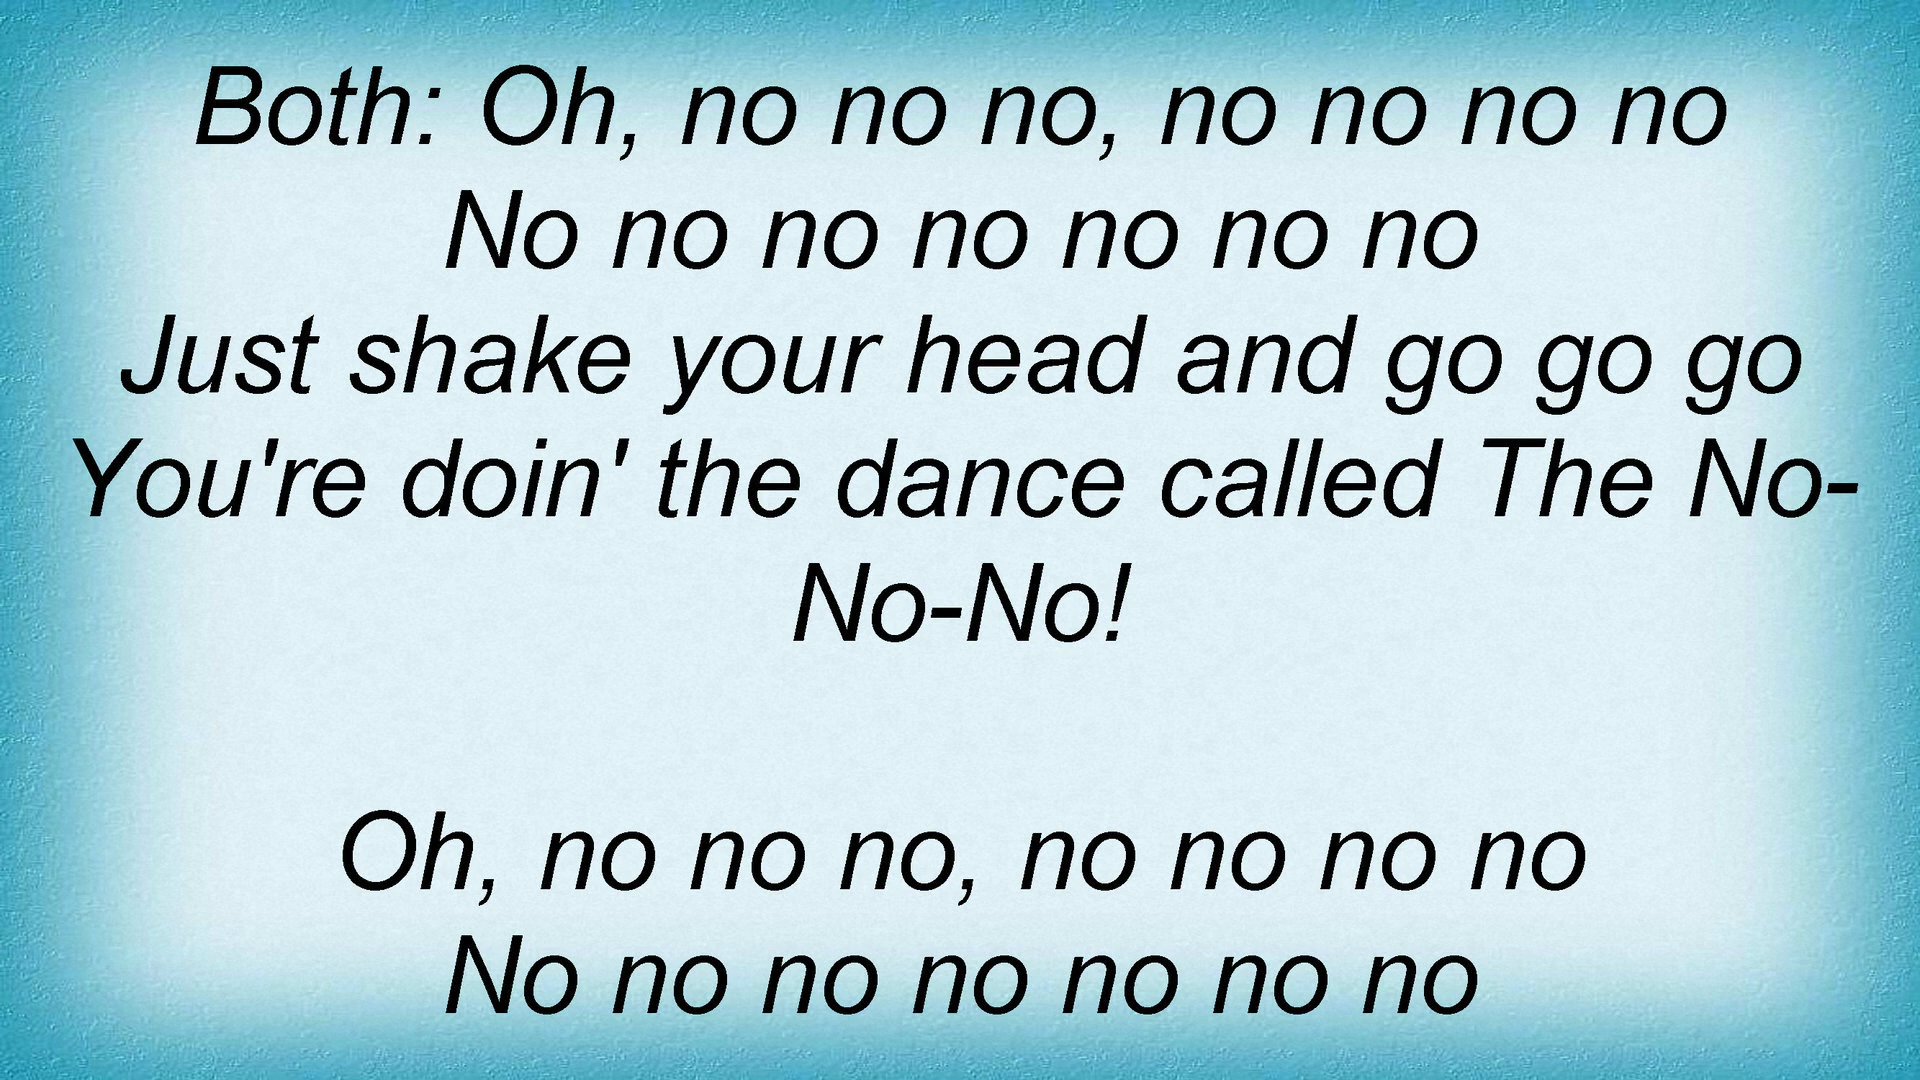 Both: Oh, no no no, no no no no
No no no no no no no
Just shake your head and go go go
You're doin' the dance called The No-
No-No!
Oh, no no no, no no no no
No no no no no no no